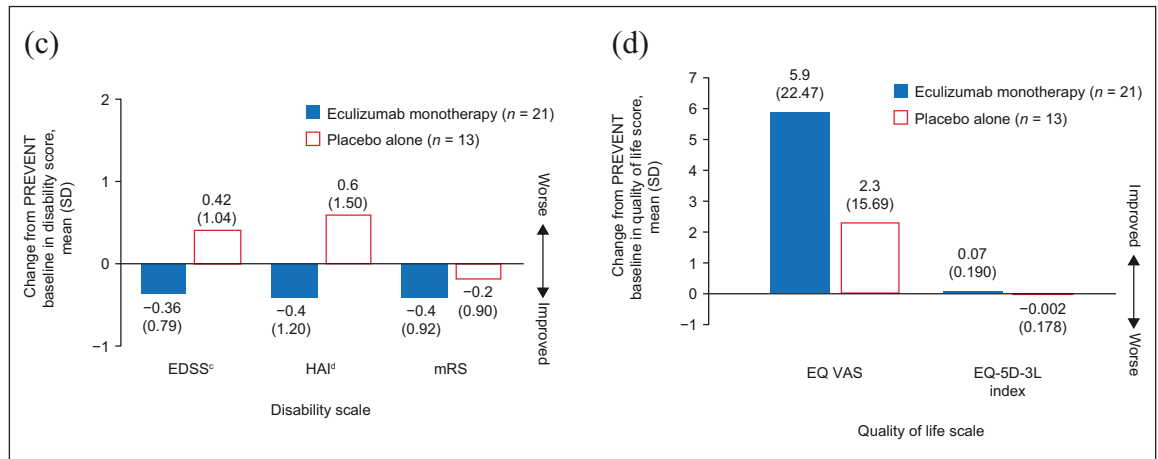 (c)
Change from PREVENT
baseline in disability score,
mean (SD)
2
1
0
−1
Eculizumab monotherapy (n = 21)
Placebo alone (n = 13)
0.42
(1.04)
0.6
(1.50)
−0.36
(0.79)
−0.4
(1.20)
−0.4
(0.92)
−0.2
(0.90)
Worse
Improved
EDSSᶜ
HAIᵈ
mRS
Disability scale
(d)
Change from PREVENT
baseline in quality of life score,
mean (SD)
7
6
5
4
3
2
1
0
−1
5.9
(22.47)
Eculizumab monotherapy (n = 21)
Placebo alone (n = 13)
2.3
(15.69)
0.07
(0.190)
−0.002
(0.178)
Improved
Worse
EQ VAS
EQ-5D-3L
index
Quality of life scale